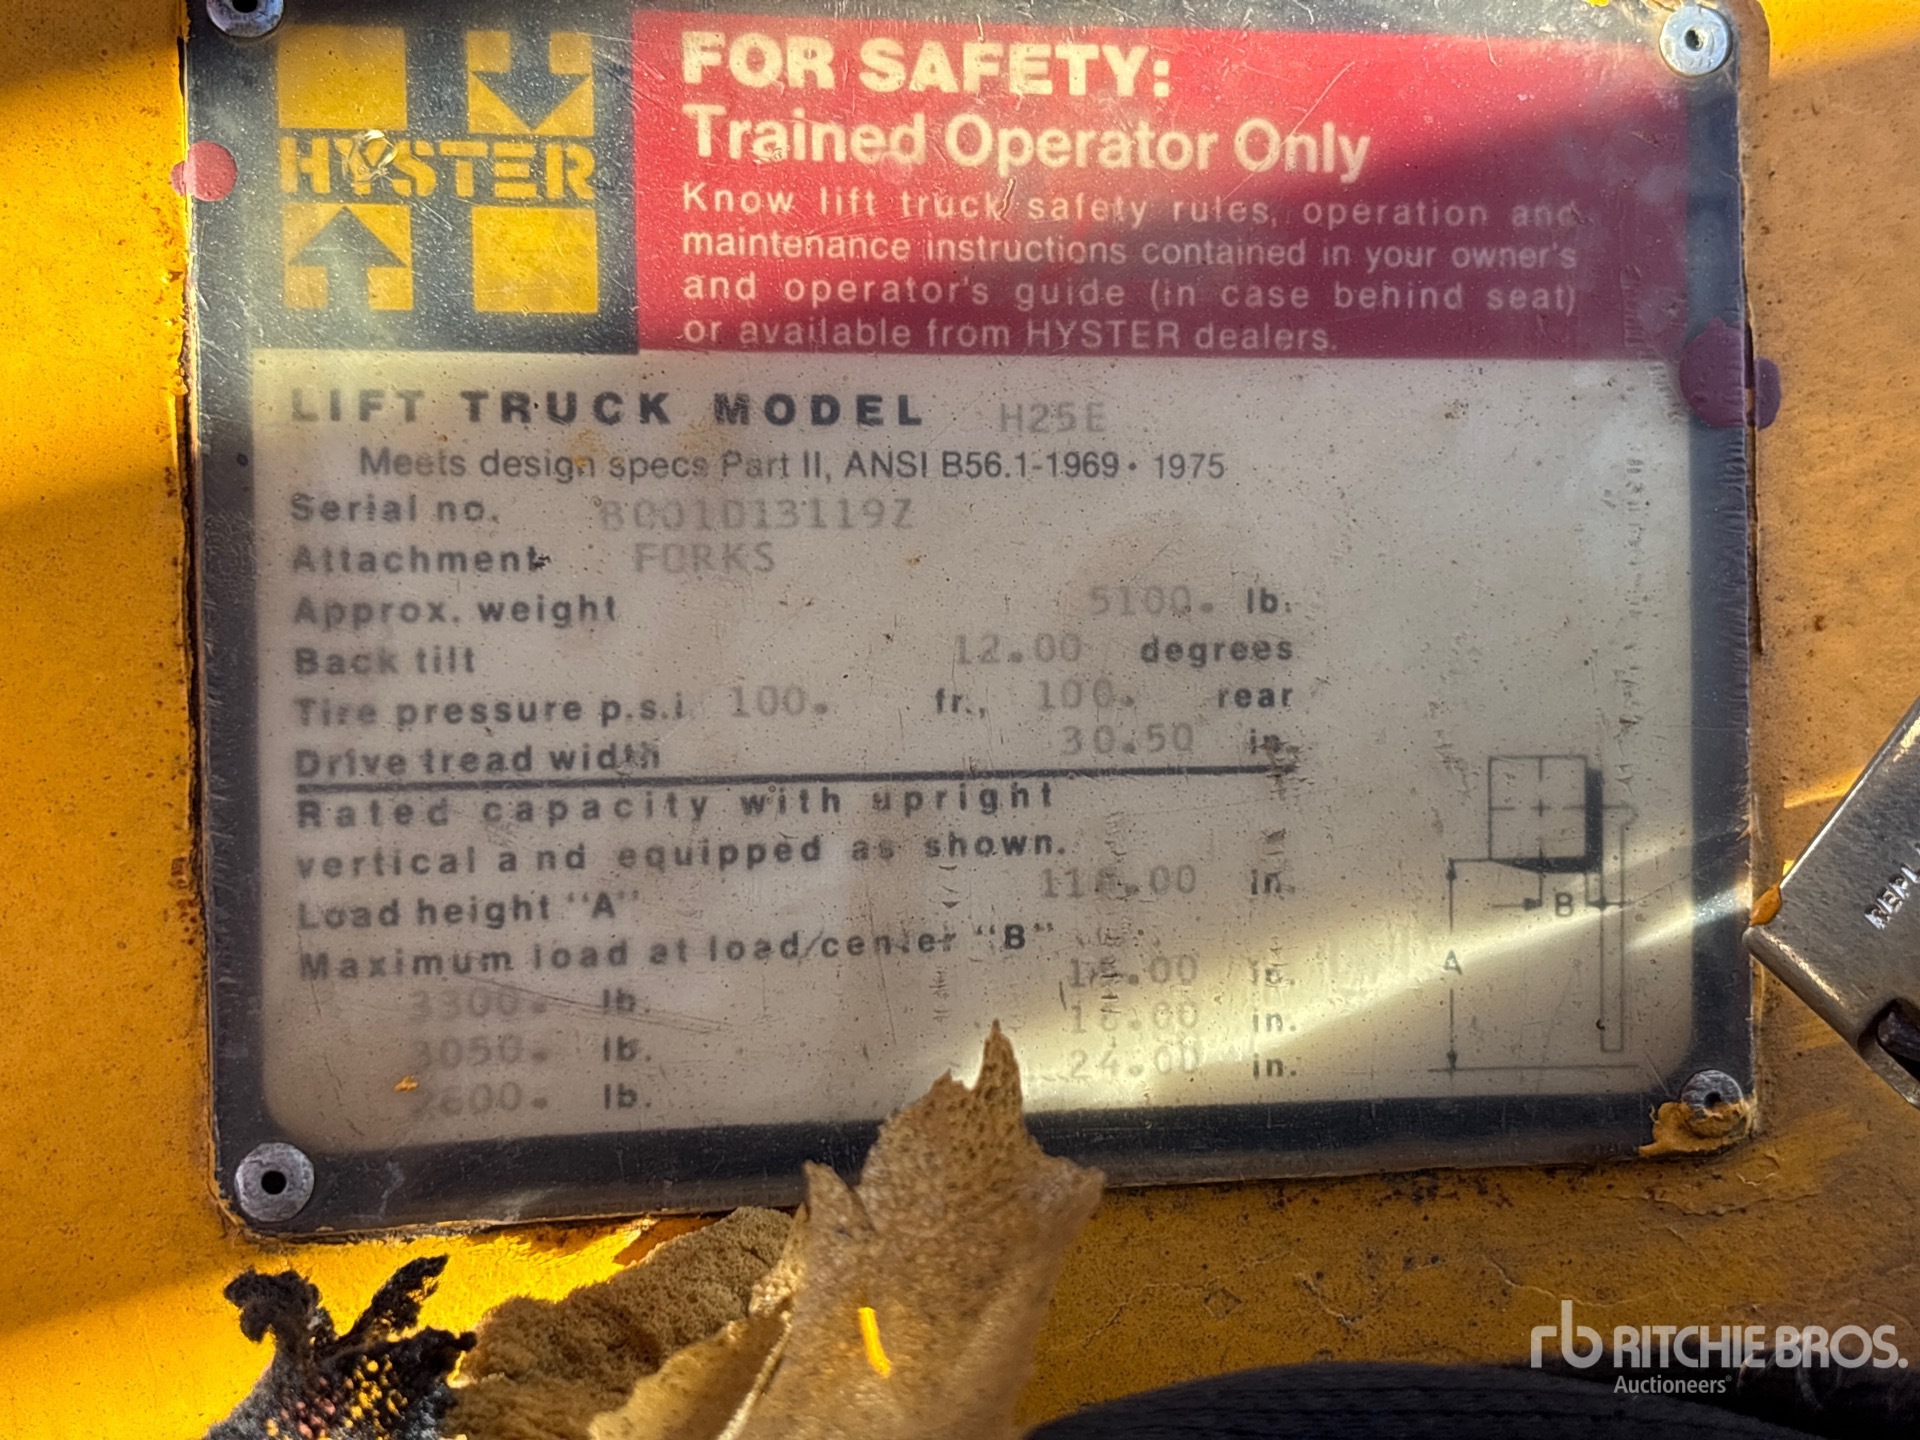 HYSTER
FOR SAFETY:
Trained Operator Only
Know lift truck safety rules, operation and
maintenance instructions contained in your owner's
and operator's guide (in case behind seat)
or available from HYSTER dealers.
LIFT TRUCK MODEL H25E
Meets design specs Part II, ANSI B56.1-1969 • 1975
Serial no. B001D13119Z
Attachment FORKS
Approx. weight 5100. lb.
Back tilt 12.00 degrees
Tire pressure p.s.i. 100. fr., 100. rear
Drive tread width 30.50 in.
Rated capacity with upright
vertical and equipped as shown.
Load height "A" in.
Maximum load at load center "B"
3300. lb. in.
3050. lb. in.
2600. lb. 24.00 in.
B
A
rb RITCHIE BROS.
Auctioneers